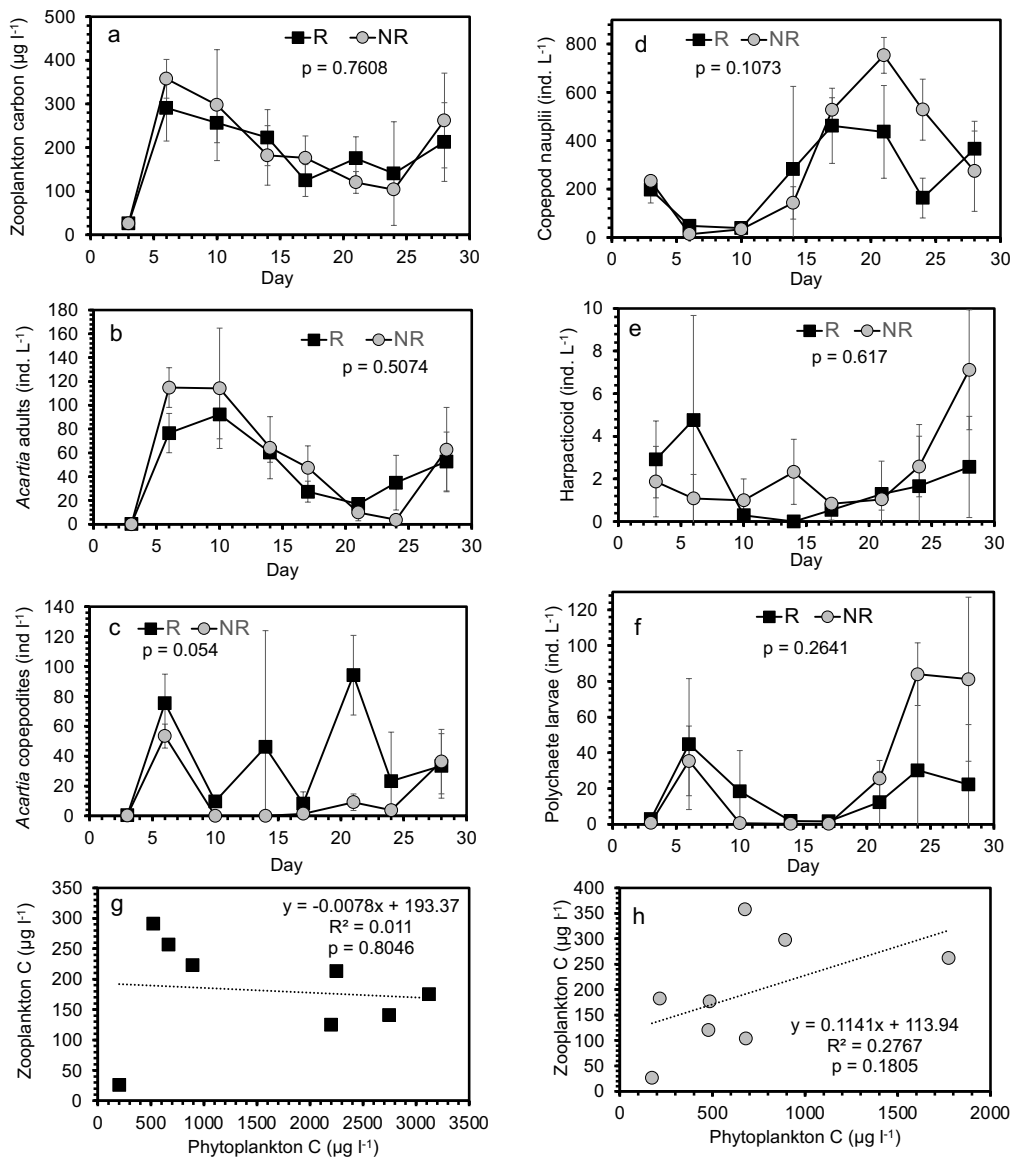 a
R NR
p = 0.7608
Zooplankton carbon (µg l-1)
500
400
300
200
100
0
0 5 10 15 20 25 30
Day
d
R NR
p = 0.1073
Copepod nauplii (ind. L-1)
800
600
400
200
0
0 5 10 15 20 25 30
Day
b
R NR
p = 0.5074
Acartia adults (ind. L-1)
180
160
140
120
100
80
60
40
20
0
0 5 10 15 20 25 30
Day
e
R NR
p = 0.617
Harpacticoid (ind. L-1)
10
8
6
4
2
0
0 5 10 15 20 25 30
Day
c
R NR
p = 0.054
Acartia copepodites (ind l-1)
140
120
100
80
60
40
20
0
0 5 10 15 20 25 30
Day
f
R NR
p = 0.2641
Polychaete larvae (ind. L-1)
120
100
80
60
40
20
0
0 5 10 15 20 25 30
Day
g
y = -0.0078x + 193.37
R² = 0.011
p = 0.8046
Zooplankton C (µg l-1)
350
300
250
200
150
100
50
0
0 500 1000 1500 2000 2500 3000 3500
Phytoplankton C (µg l-1)
h
y = 0.1141x + 113.94
R² = 0.2767
p = 0.1805
Zooplankton C (µg l-1)
400
350
300
250
200
150
100
50
0
0 500 1000 1500 2000
Phytoplankton C (µg l-1)